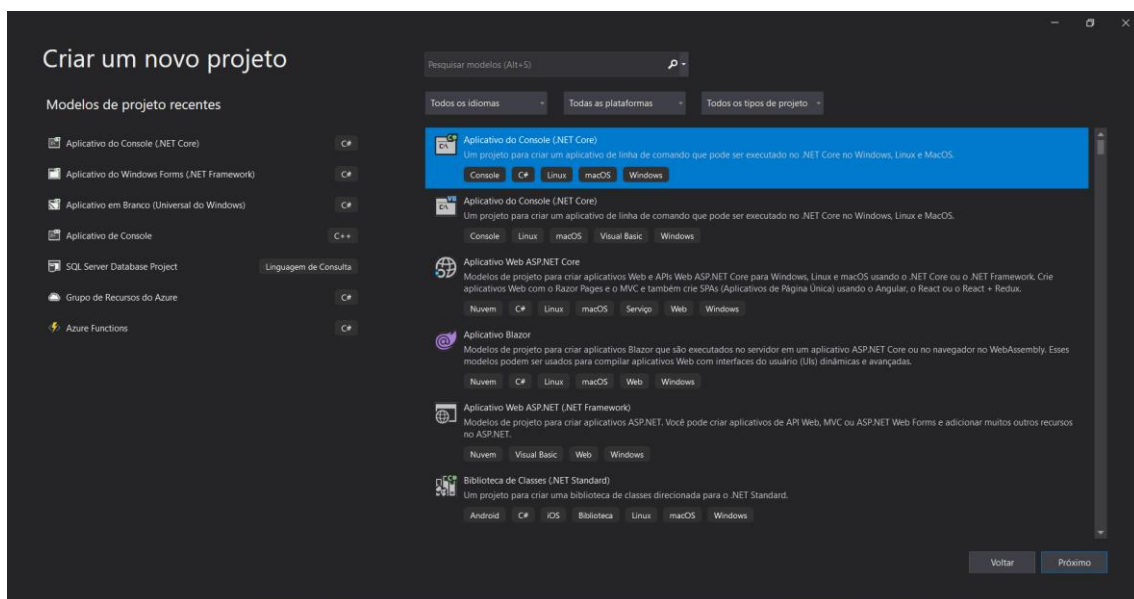 Criar um novo projeto
Modelos de projeto recentes
Aplicativo do Console (.NET Core) C#
Aplicativo do Windows Forms (.NET Framework) C#
Aplicativo em Branco (Universal do Windows) C#
Aplicativo de Console C++
SQL Server Database Project Linguagem de Consulta
Grupo de Recursos do Azure C#
Azure Functions C#
Pesquisar modelos (Alt+S)
Todos os idiomas Todas as plataformas Todos os tipos de projeto
Aplicativo do Console (.NET Core)
Um projeto para criar um aplicativo de linha de comando que pode ser executado no .NET Core no Windows, Linux e MacOS.
Console C# Linux macOS Windows
Aplicativo do Console (.NET Core)
Um projeto para criar um aplicativo de linha de comando que pode ser executado no .NET Core no Windows, Linux e MacOS.
Console Linux macOS Visual Basic Windows
Aplicativo Web ASP.NET Core
Modelos de projeto para criar aplicativos Web e APIs Web ASP.NET Core para Windows, Linux e macOS usando o .NET Core ou o .NET Framework. Crie
aplicativos Web com o Razor Pages e o MVC e também crie SPAs (Aplicativos de Página Única) usando o Angular, o React ou o React + Redux.
Nuvem C# Linux macOS Serviço Web Windows
Aplicativo Blazor
Modelos de projeto para criar aplicativos Blazor que são executados no servidor em um aplicativo ASP.NET Core ou no navegador no WebAssembly. Esses
modelos podem ser usados para compilar aplicativos Web com interfaces do usuário (UIs) dinâmicas e avançadas.
Nuvem C# Linux macOS Web Windows
Aplicativo Web ASP.NET (.NET Framework)
Modelos de projeto para criar aplicativos ASP.NET. Você pode criar aplicativos de API Web, MVC ou ASP.NET Web Forms e adicionar muitos outros recursos
no ASP.NET.
Nuvem Visual Basic Web Windows
Biblioteca de Classes (.NET Standard)
Um projeto para criar uma biblioteca de classes direcionada para o .NET Standard.
Android C# iOS Biblioteca Linux macOS Windows
Voltar Próximo